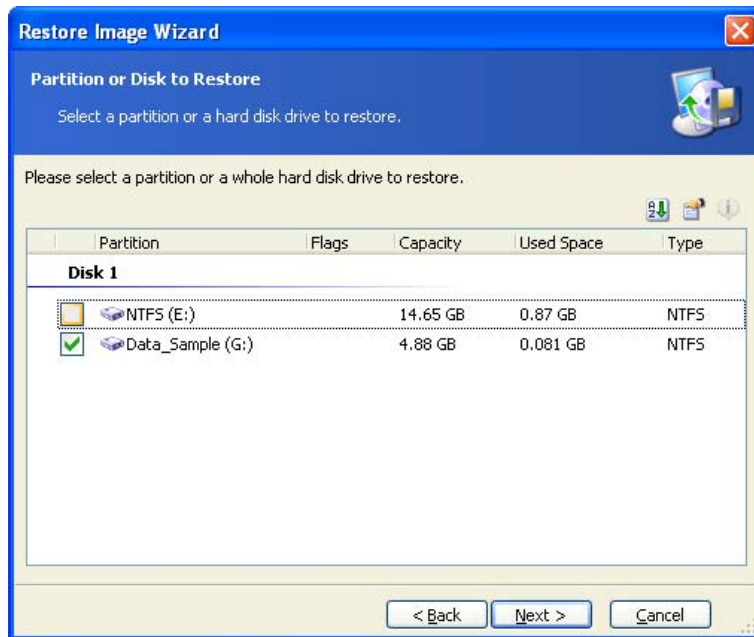 Restore Image Wizard
Partition or Disk to Restore
Select a partition or a hard disk drive to restore.
Please select a partition or a whole hard disk drive to restore.
Partition Flags Capacity Used Space Type
Disk 1
NTFS (E:) 14.65 GB 0.87 GB NTFS
Data_Sample (G:) 4.88 GB 0.081 GB NTFS
< Back Next > Cancel